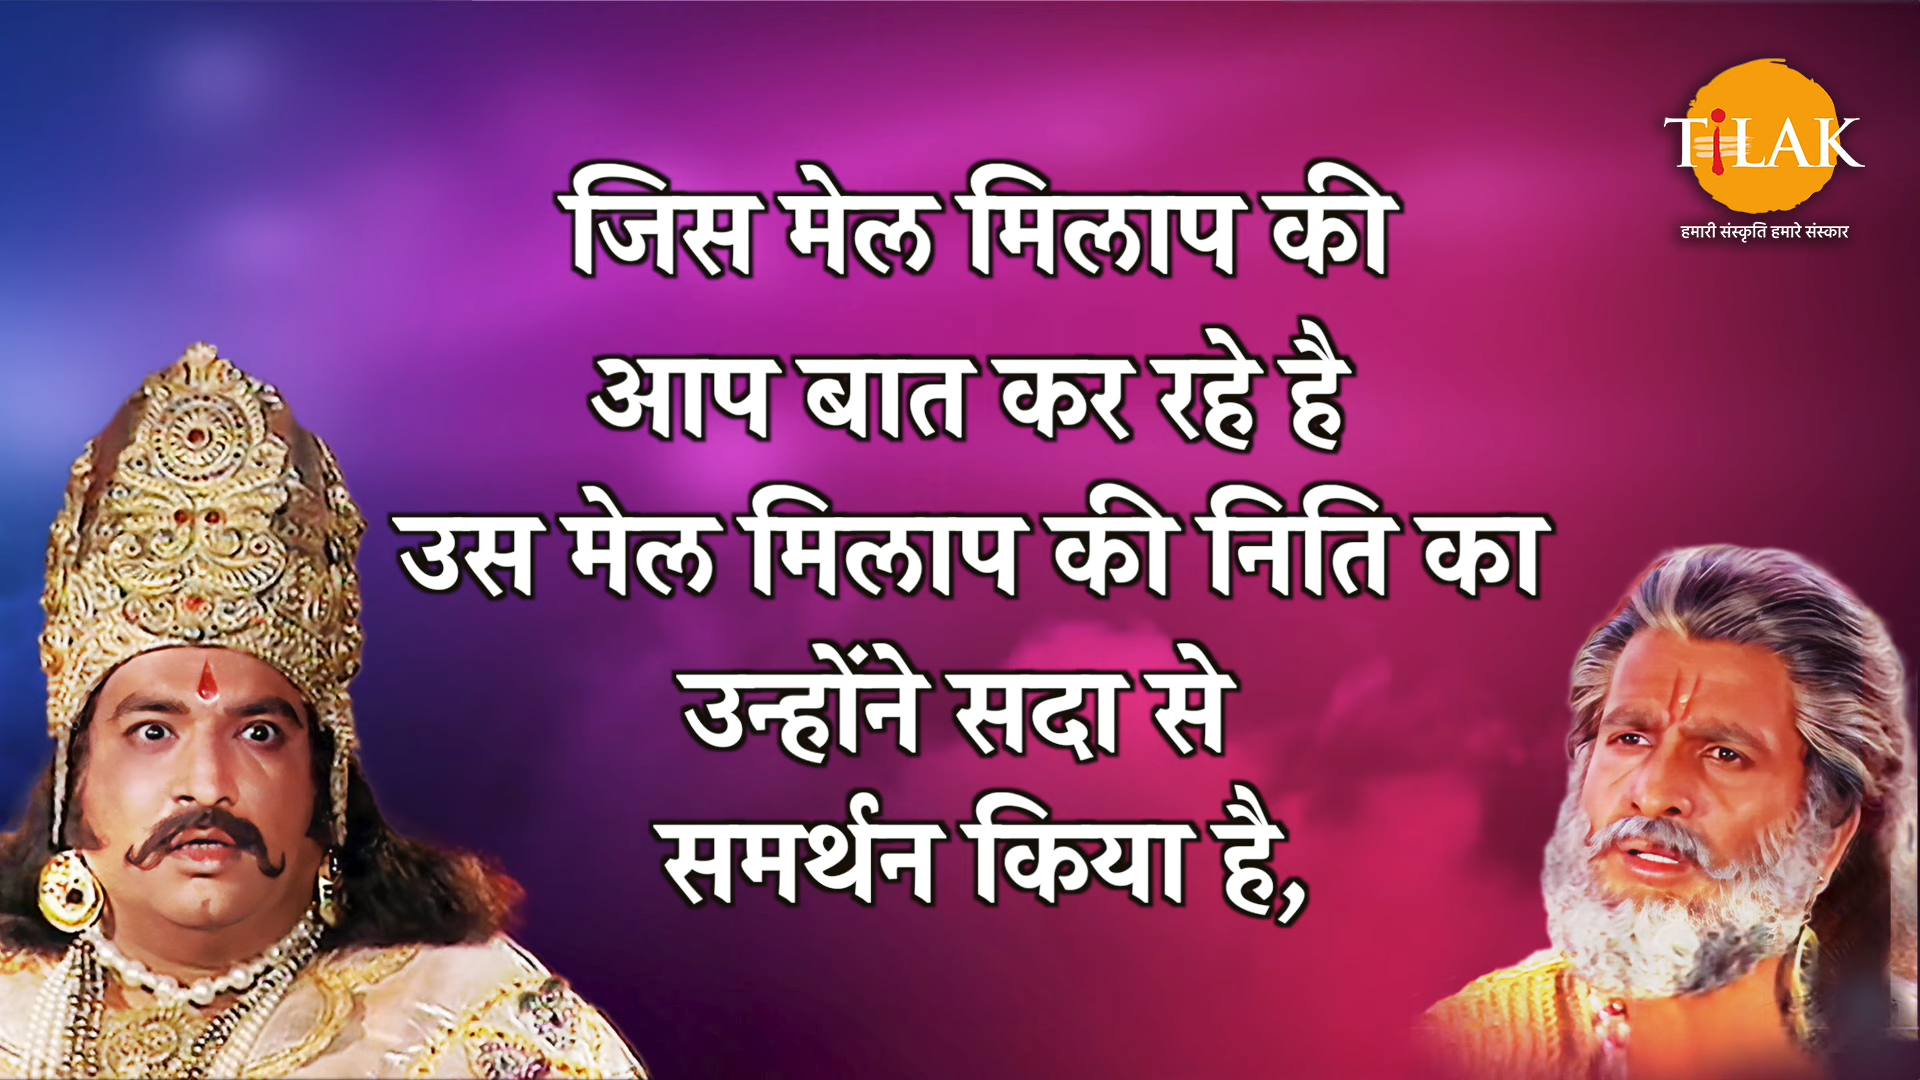 TiLAK
हमारी संस्कृति हमारे संस्कार
जिस मेल मिलाप की
आप बात कर रहे है
उस मेल मिलाप की निति का
उन्होंने सदा से
समर्थन किया है,